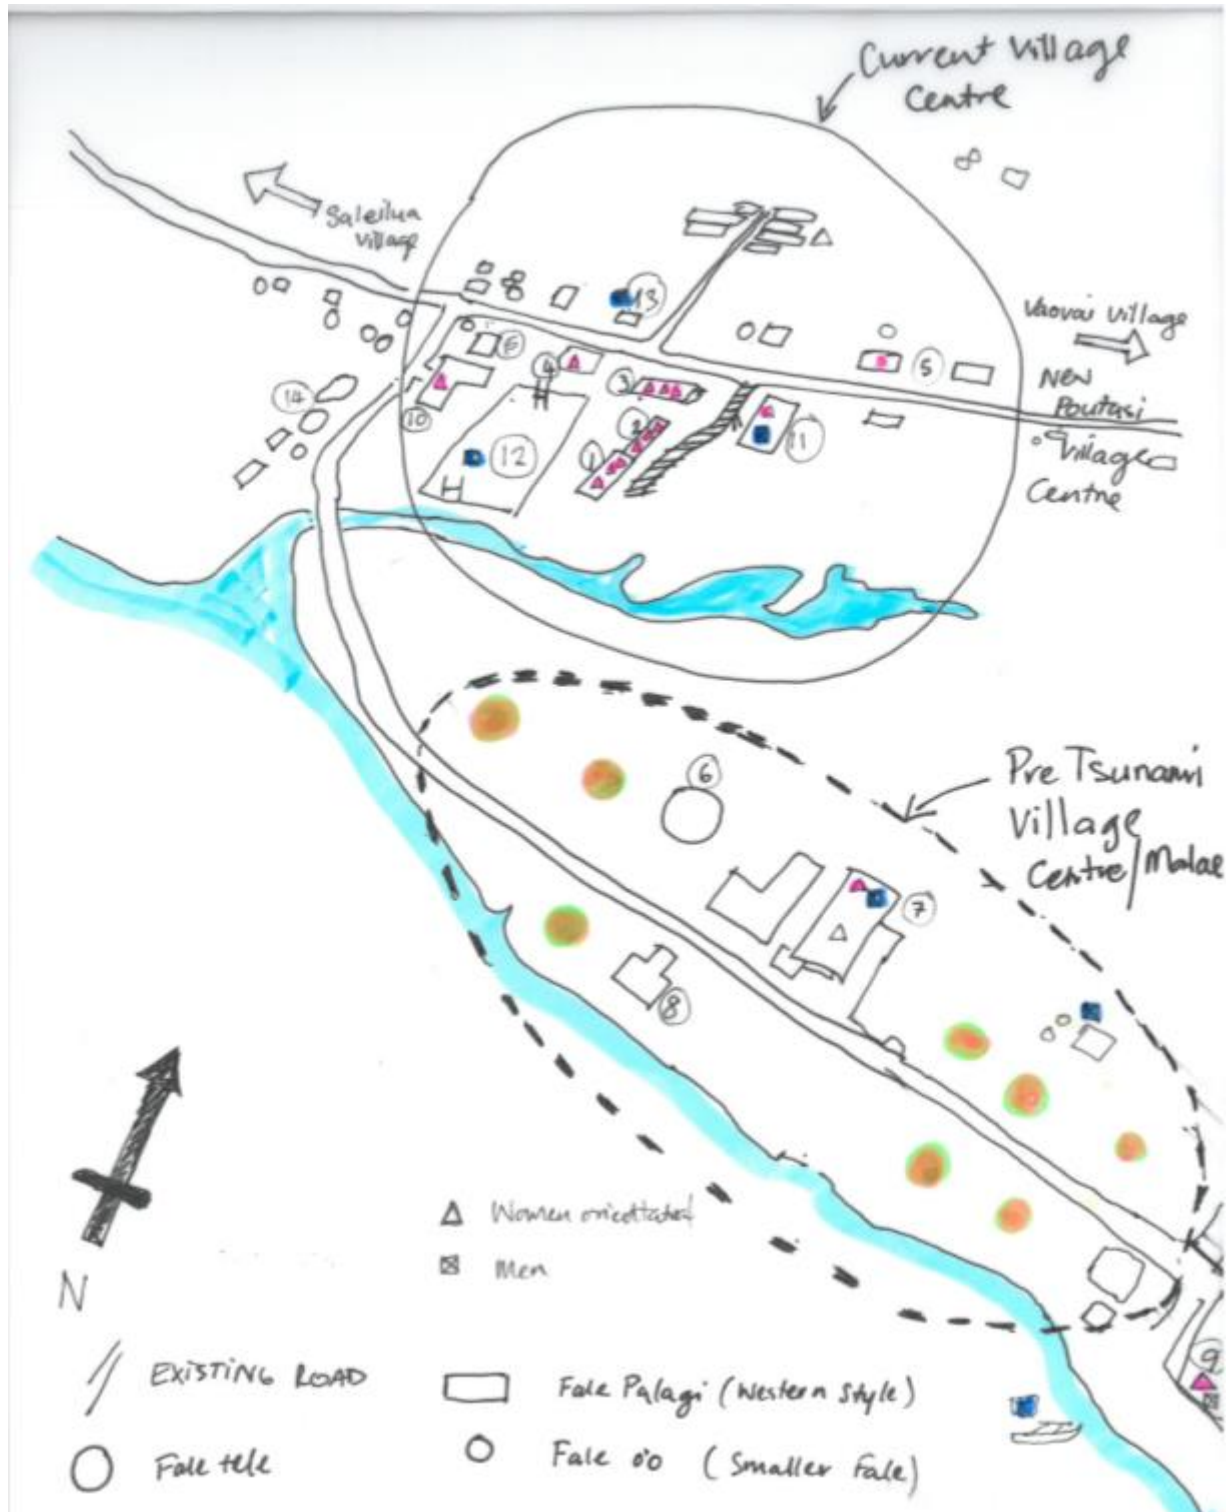 Current Village
Centre
Saleilua
Village
13
Vaovai Village
4
5
3
NEW
Poutasi
Village
Centre
14
10
2
11
1
12
6
Pre Tsunami
Village
Centre/Malae
7
8
△ Women orientated
Men
N
9
EXISTING ROAD
Fale Palagi (Western Style)
Fale tele
Fale oo (Smaller Fale)